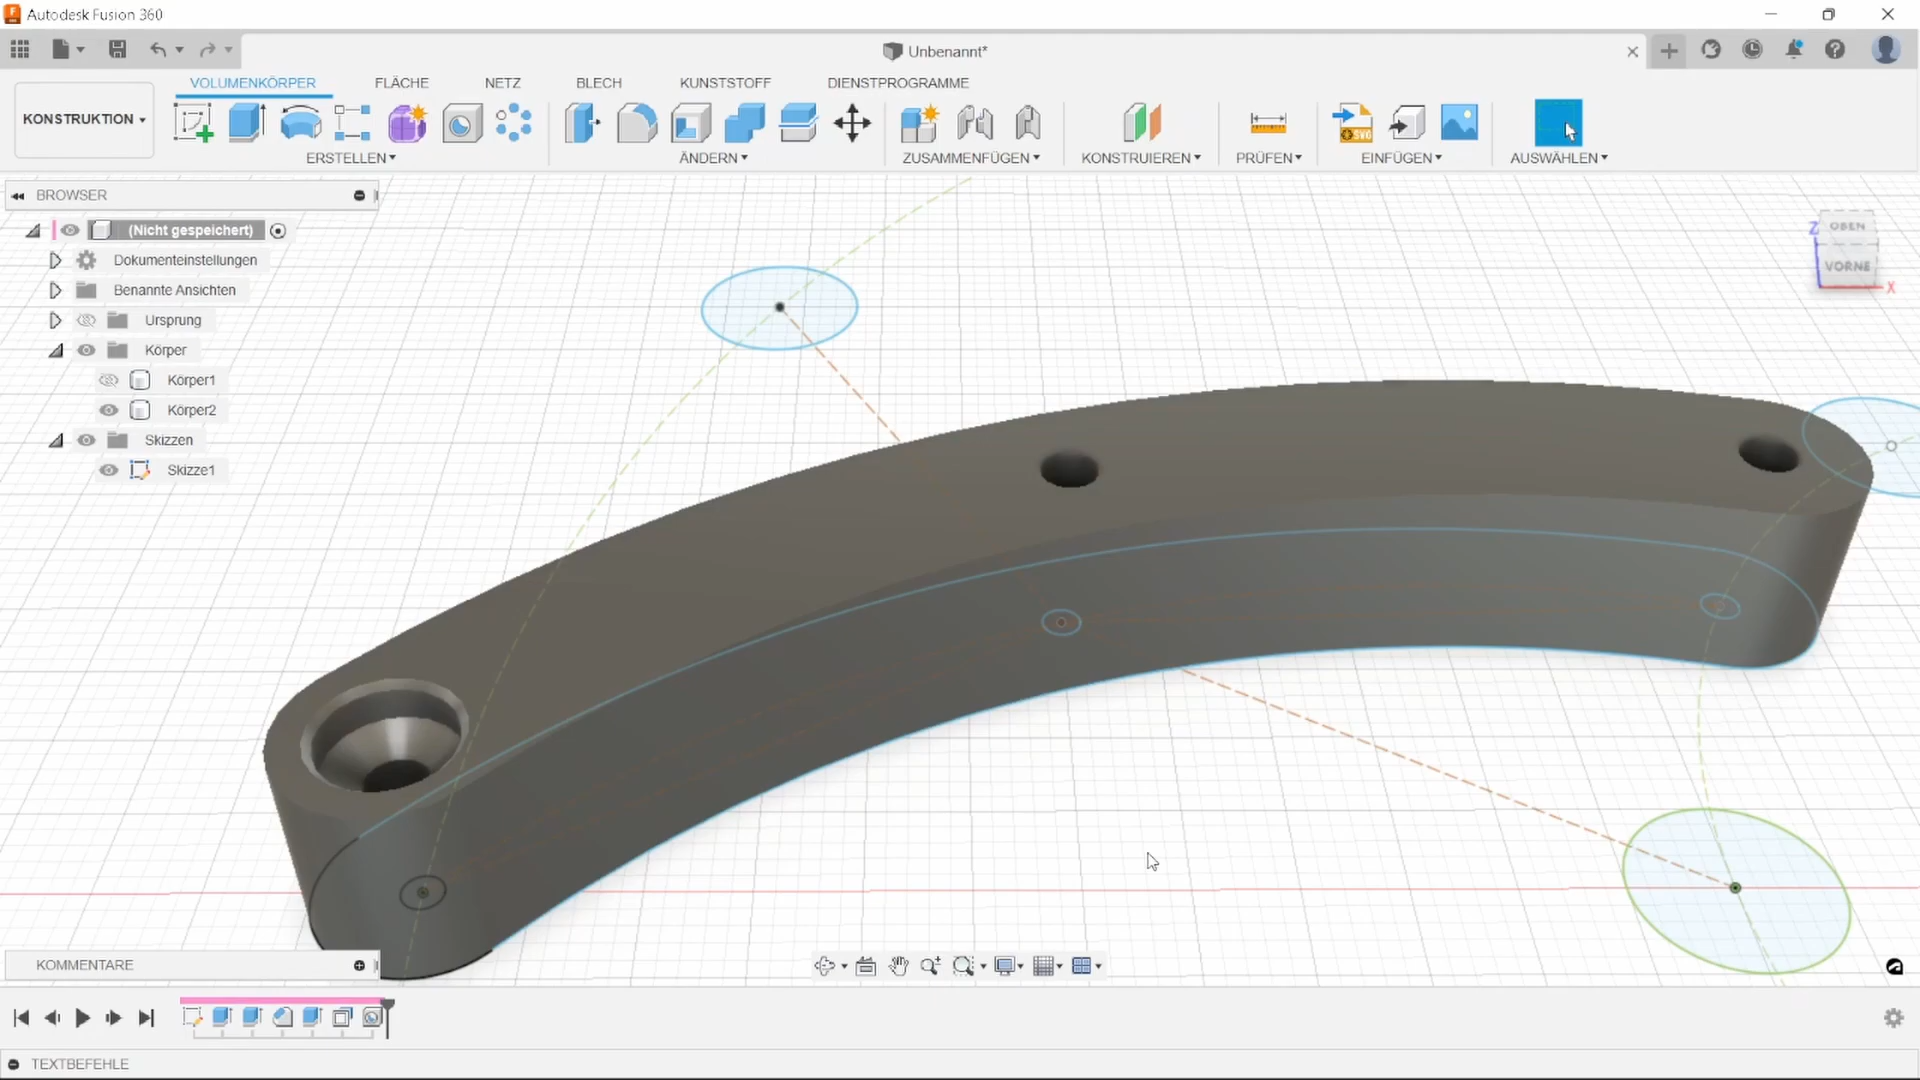 Autodesk Fusion 360
Unbenannt*
VOLUMENKÖRPER FLÄCHE NETZ BLECH KUNSTSTOFF DIENSTPROGRAMME
KONSTRUKTION
SVG
ERSTELLEN ÄNDERN ZUSAMMENFÜGEN KONSTRUIEREN PRÜFEN EINFÜGEN AUSWÄHLEN
BROWSER
(Nicht gespeichert)
Dokumenteinstellungen
Benannte Ansichten
Ursprung
Körper
Körper1
Körper2
Skizzen
Skizze1
Z
OBEN
VORNE
X
KOMMENTARE
TEXTBEFEHLE